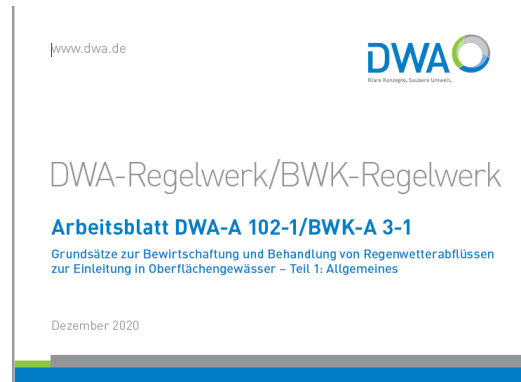 www.dwa.de
DWA
Klare Konzepte. Saubere Umwelt.
DWA-Regelwerk/BWK-Regelwerk
Arbeitsblatt DWA-A 102-1/BWK-A 3-1
Grundsätze zur Bewirtschaftung und Behandlung von Regenwetterabflüssen
zur Einleitung in Oberflächengewässer – Teil 1: Allgemeines
Dezember 2020